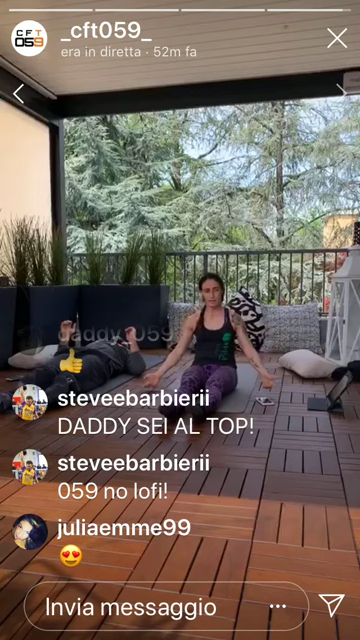 CFT
059
_cft059_
era in diretta · 52m fa
daddy_059
steveebarbierii
DADDY SEI AL TOP!
steveebarbierii
059 no lofi!
juliaemme99
Invia messaggio